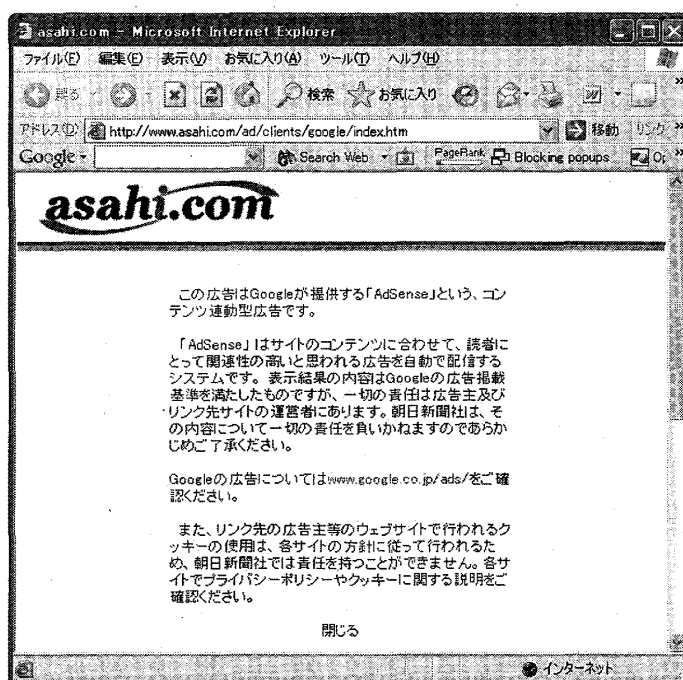 asahi.com - Microsoft Internet Explorer
ファイル(F) 編集(E) 表示(V) お気に入り(A) ツール(T) ヘルプ(H)
戻る 検索 お気に入り
アドレス(D) http://www.asahi.com/ad/clients/google/index.htm 移動 リンク »
Google Search Web PageRank Blocking popups »
asahi.com
この広告はGoogleが提供する「AdSense」という、コン
テンツ連動型広告です。
「AdSense」はサイトのコンテンツに合わせて、読者に
とって関連性の高いと思われる広告を自動で配信する
システムです。表示結果の内容はGoogleの広告掲載
基準を満たしたものですが、一切の責任は広告主及び
リンク先サイトの運営者にあります。朝日新聞社は、そ
の内容について一切の責任を負いかねますのであらか
じめご了承ください。
Googleの広告についてはwww.google.co.jp/ads/をご確
認ください。
また、リンク先の広告主等のウェブサイトで行われるク
ッキーの使用は、各サイトの方針に従って行われるた
め、朝日新聞社では責任を持つことができません。各サ
イトでプライバシーポリシーやクッキーに関する説明をご
確認ください。
閉じる
インターネット